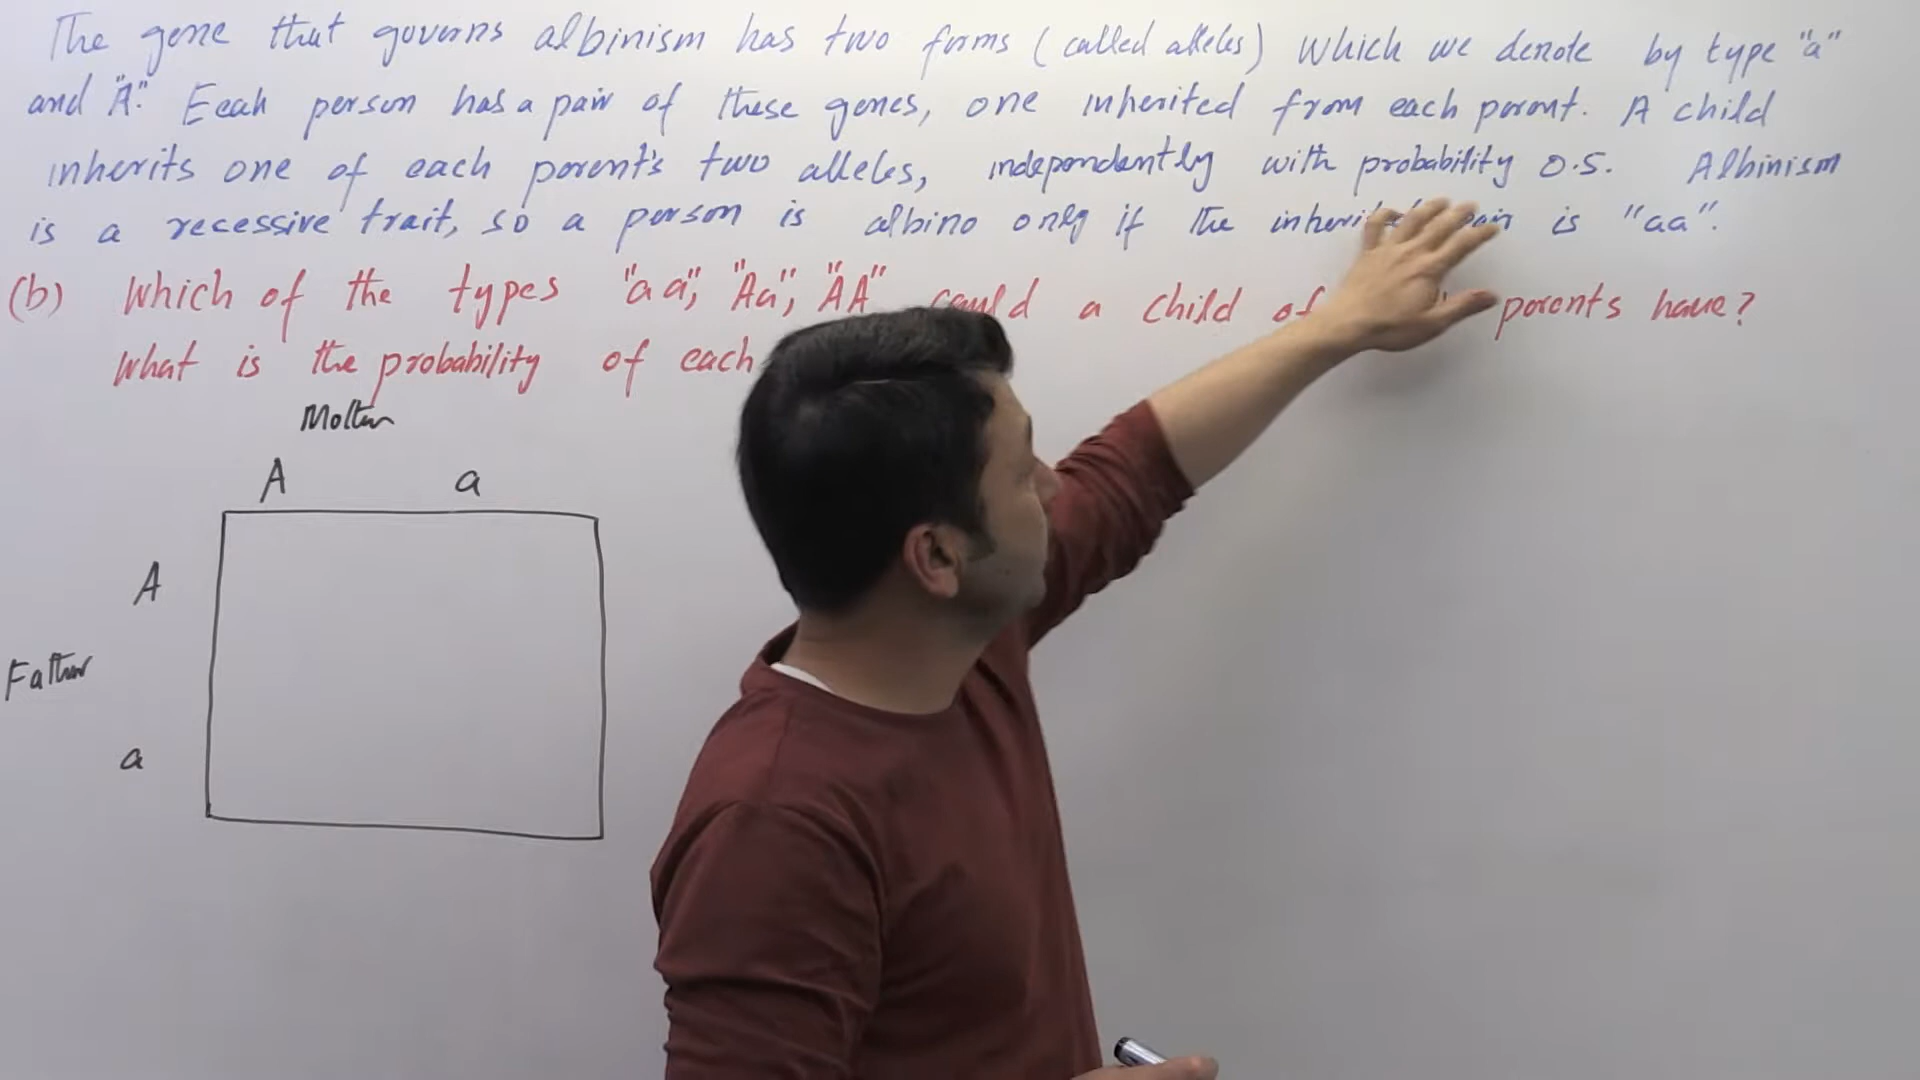 The gene that governs albinism has two forms (called alleles) which we denote by type "a"
and "A". Eeah person has a pair of these genes, one inherited from each parent. A child
inherits one of each parent's two alleles, independently with probability 0.5. Albinism
is a recessive trait, so a person is albino only if the inherited pair is "aa".
(b) Which of the types "aa", "Aa", "AA" could a child of parents have?
What is the probability of each
Mother
A a
A
Father
a